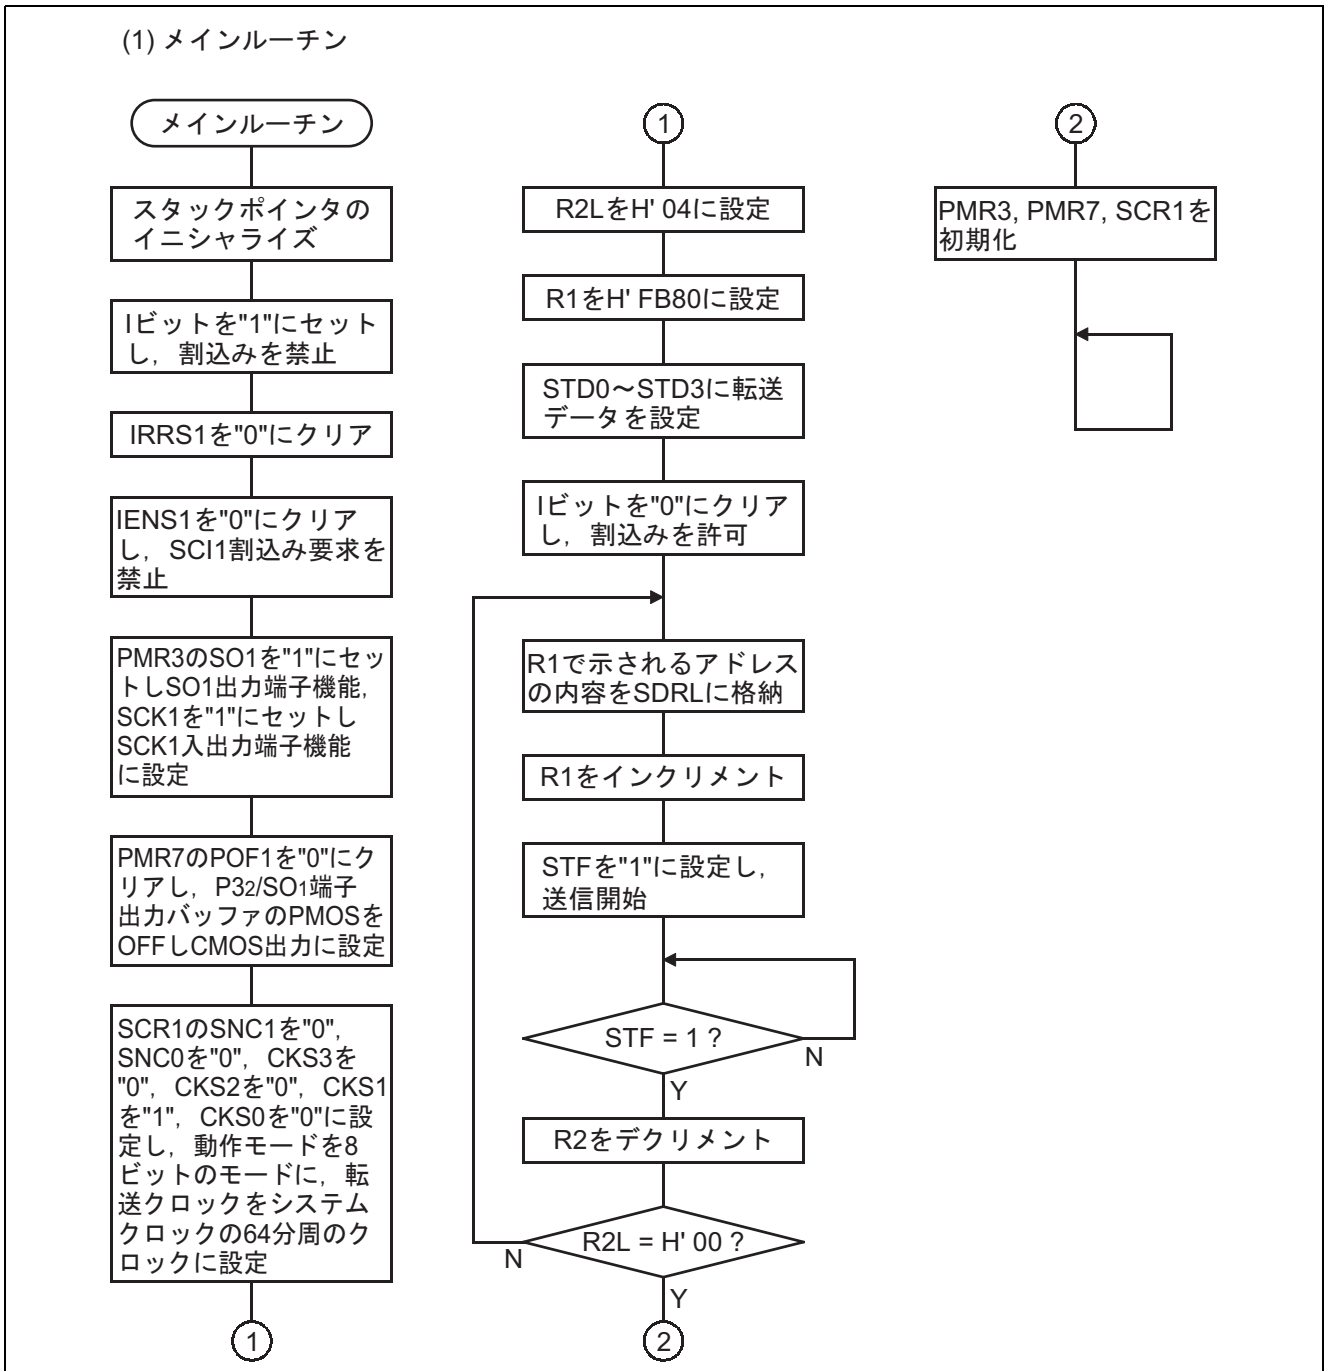 (1) メインルーチン
メインルーチン
スタックポインタの
イニシャライズ
Iビットを"1"にセット
し，割込みを禁止
IRRS1を"0"にクリア
IENS1を"0"にクリア
し，SCI1割込み要求を
禁止
PMR3のSO1を"1"にセッ
トしSO1出力端子機能,
SCK1を"1"にセットし
SCK1入出力端子機能
に設定
PMR7のPOF1を"0"にク
リアし，P32/SO1端子
出力バッファのPMOSを
OFFしCMOS出力に設定
SCR1のSNC1を"0",
SNC0を"0"，CKS3を
"0"，CKS2を"0"，CKS1
を"1"，CKS0を"0"に設
定し，動作モードを8
ビットのモードに，転
送クロックをシステム
クロックの64分周のク
ロックに設定
1
1
R2LをH' 04に設定
R1をH' FB80に設定
STD0〜STD3に転送
データを設定
Iビットを"0"にクリア
し，割込みを許可
R1で示されるアドレス
の内容をSDRLに格納
R1をインクリメント
STFを"1"に設定し，
送信開始
STF = 1 ?
N
Y
R2をデクリメント
R2L = H' 00 ?
N
Y
2
2
PMR3, PMR7, SCR1を
初期化